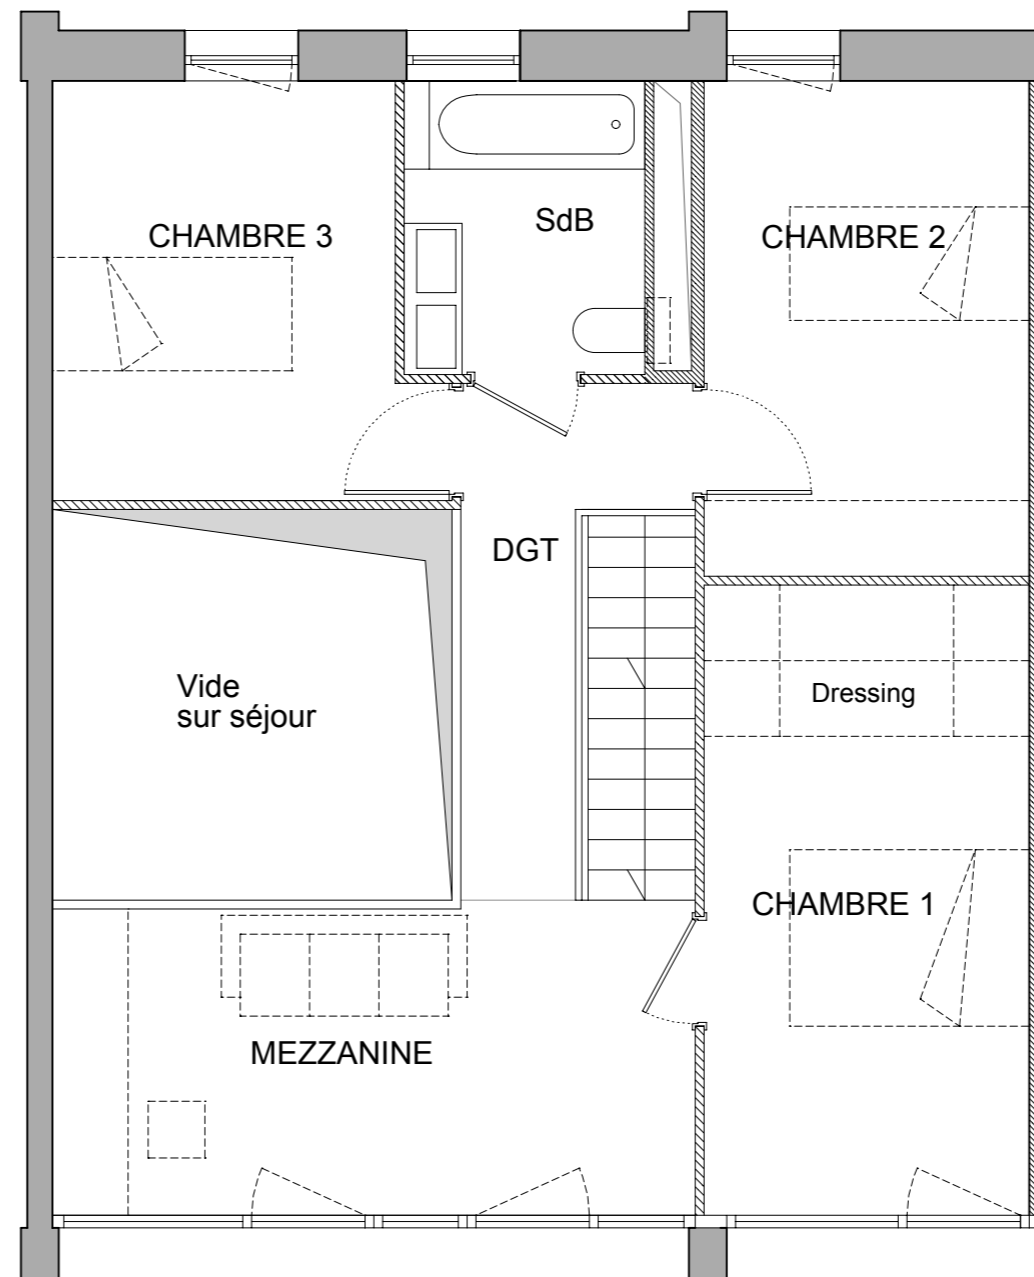 SdB
CHAMBRE 3
CHAMBRE 2
DGT
Vide
sur séjour
Dressing
CHAMBRE 1
MEZZANINE